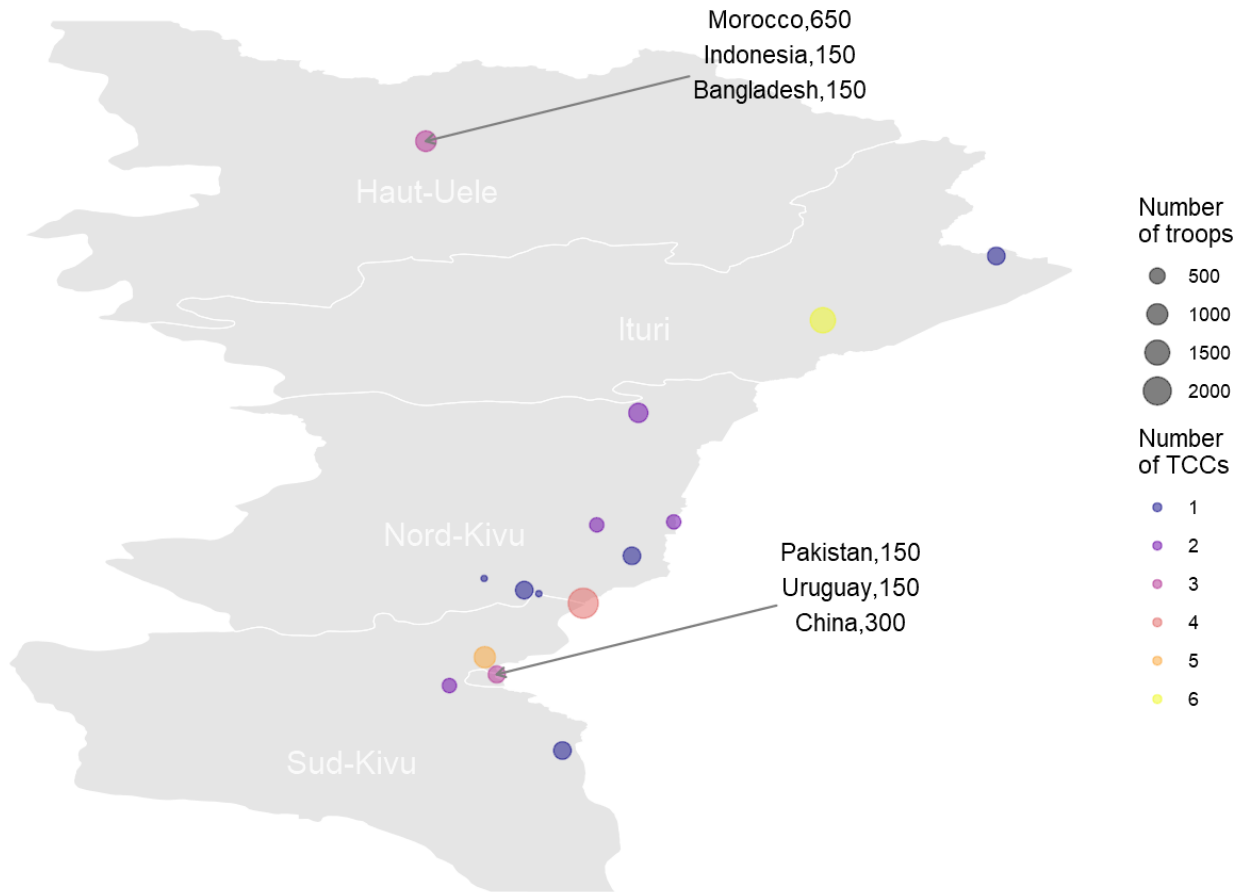 Morocco,650
Indonesia,150
Bangladesh,150
Haut-Uele
Ituri
Nord-Kivu
Pakistan,150
Uruguay,150
China,300
Sud-Kivu
Number
of troops
500
1000
1500
2000
Number
of TCCs
1
2
3
4
5
6